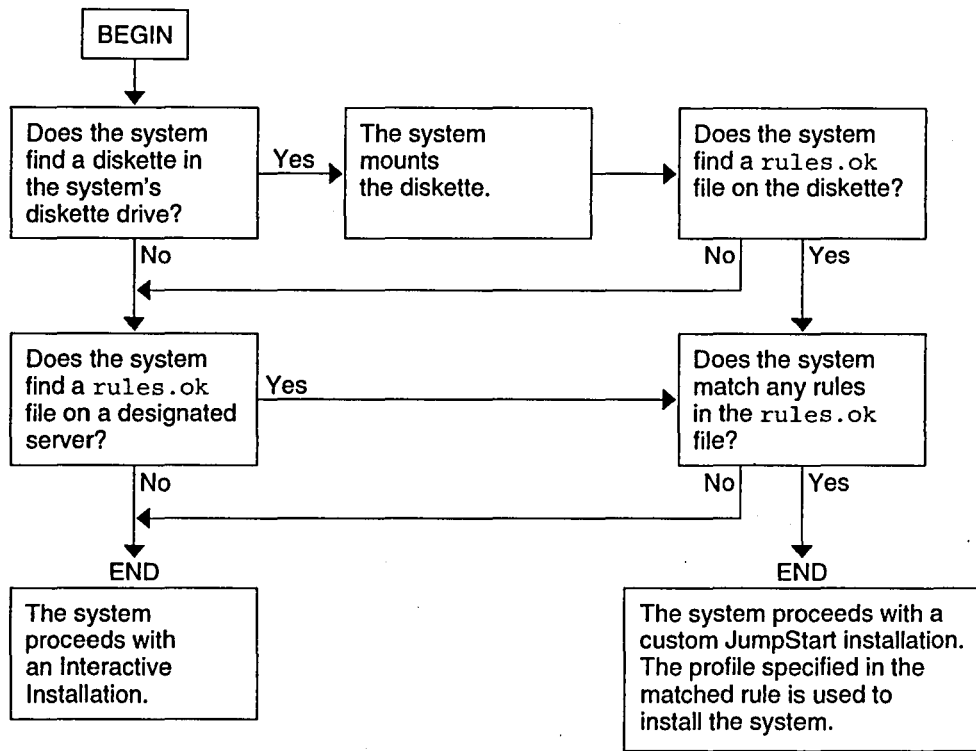 BEGIN
Does the system
find a diskette in
the system's
diskette drive?
Yes
The system
mounts
the diskette.
Does the system
find a rules.ok
file on the diskette?
No
No
Yes
Does the system
find a rules.ok
file on a designated
server?
Yes
Does the system
match any rules
in the rules.ok
file?
No
No
Yes
END
The system
proceeds with
an Interactive
Installation.
END
The system proceeds with a
custom JumpStart installation.
The profile specified in the
matched rule is used to
install the system.